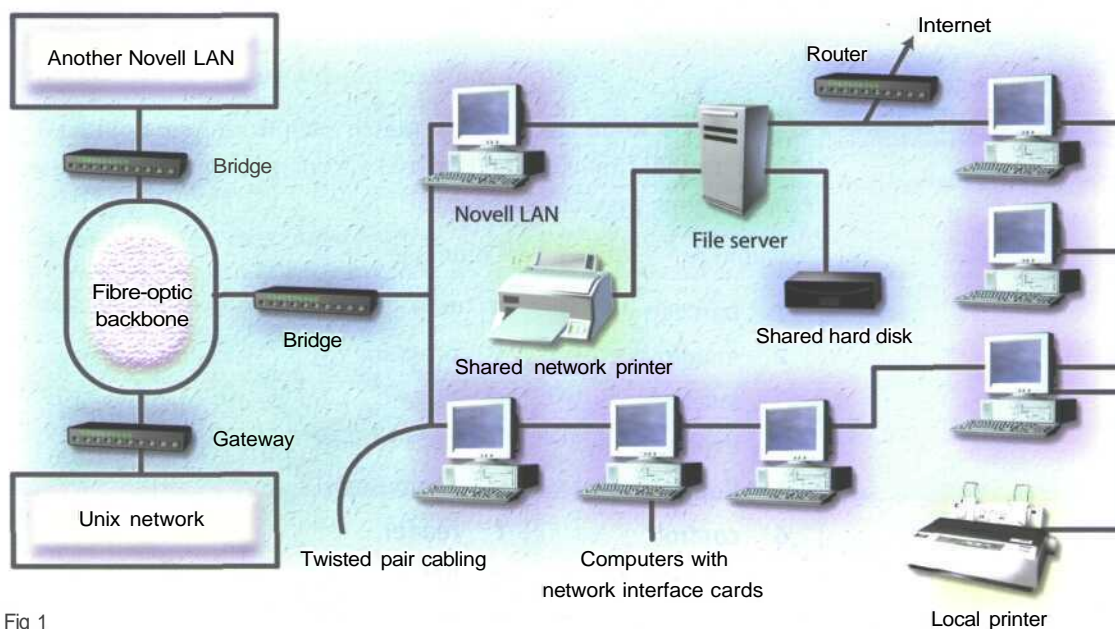 Another Novell LAN
Internet
Router
Bridge
Novell LAN
File server
Fibre-optic
backbone
Bridge
Shared network printer
Shared hard disk
Gateway
Unix network
Twisted pair cabling
Computers with
network interface cards
Local printer
Fig 1